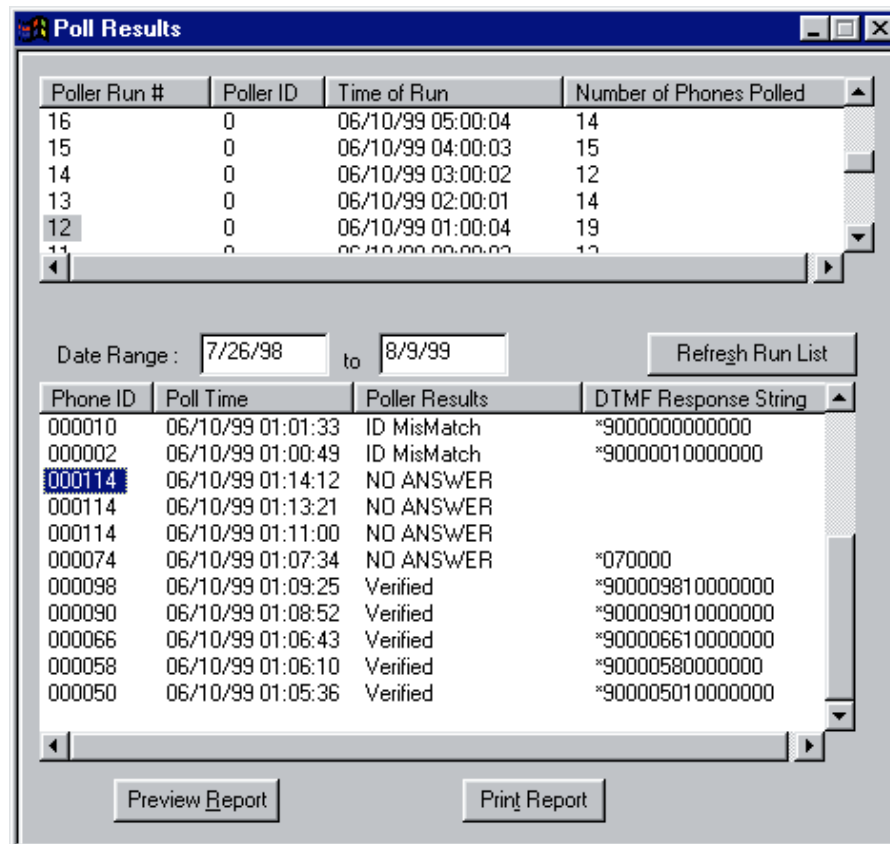 Poll Results
Poller Run # Poller ID Time of Run Number of Phones Polled
16 0 06/10/99 05:00:04 14
15 0 06/10/99 04:00:03 15
14 0 06/10/99 03:00:02 12
13 0 06/10/99 02:00:01 14
12 0 06/10/99 01:00:04 19
11 0
Date Range : 7/26/98 to 8/9/99 Refresh Run List
Phone ID Poll Time Poller Results DTMF Response String
000010 06/10/99 01:01:33 ID MisMatch *9000000000000
000002 06/10/99 01:00:49 ID MisMatch *90000010000000
000114 06/10/99 01:14:12 NO ANSWER
000114 06/10/99 01:13:21 NO ANSWER
000114 06/10/99 01:11:00 NO ANSWER
000074 06/10/99 01:07:34 NO ANSWER *070000
000098 06/10/99 01:09:25 Verified *900009810000000
000090 06/10/99 01:08:52 Verified *900009010000000
000066 06/10/99 01:06:43 Verified *900006610000000
000058 06/10/99 01:06:10 Verified *90000580000000
000050 06/10/99 01:05:36 Verified *900005010000000
Preview Report Print Report